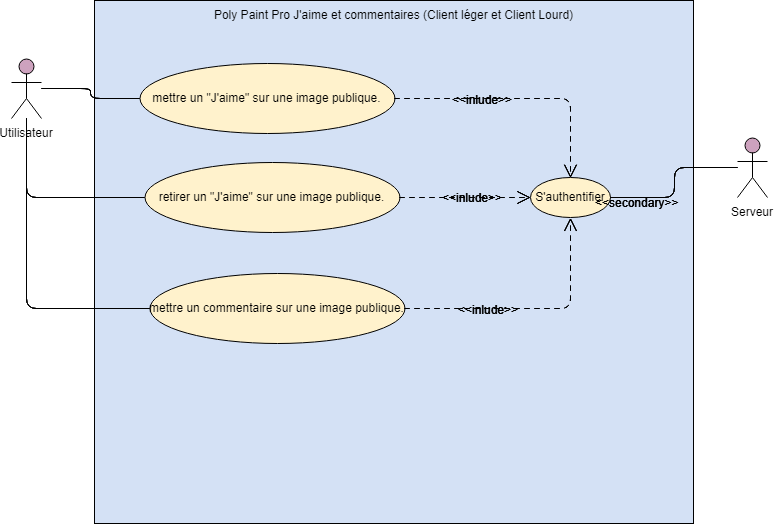 Poly Paint Pro J'aime et commentaires (Client léger et Client Lourd)
mettre un "J'aime" sur une image publique.
<<inlude>>
Utilisateur
retirer un "J'aime" sur une image publique.
<<inlude>>
S'authentifier
<<secondary>>
Serveur
mettre un commentaire sur une image publique.
<<inlude>>